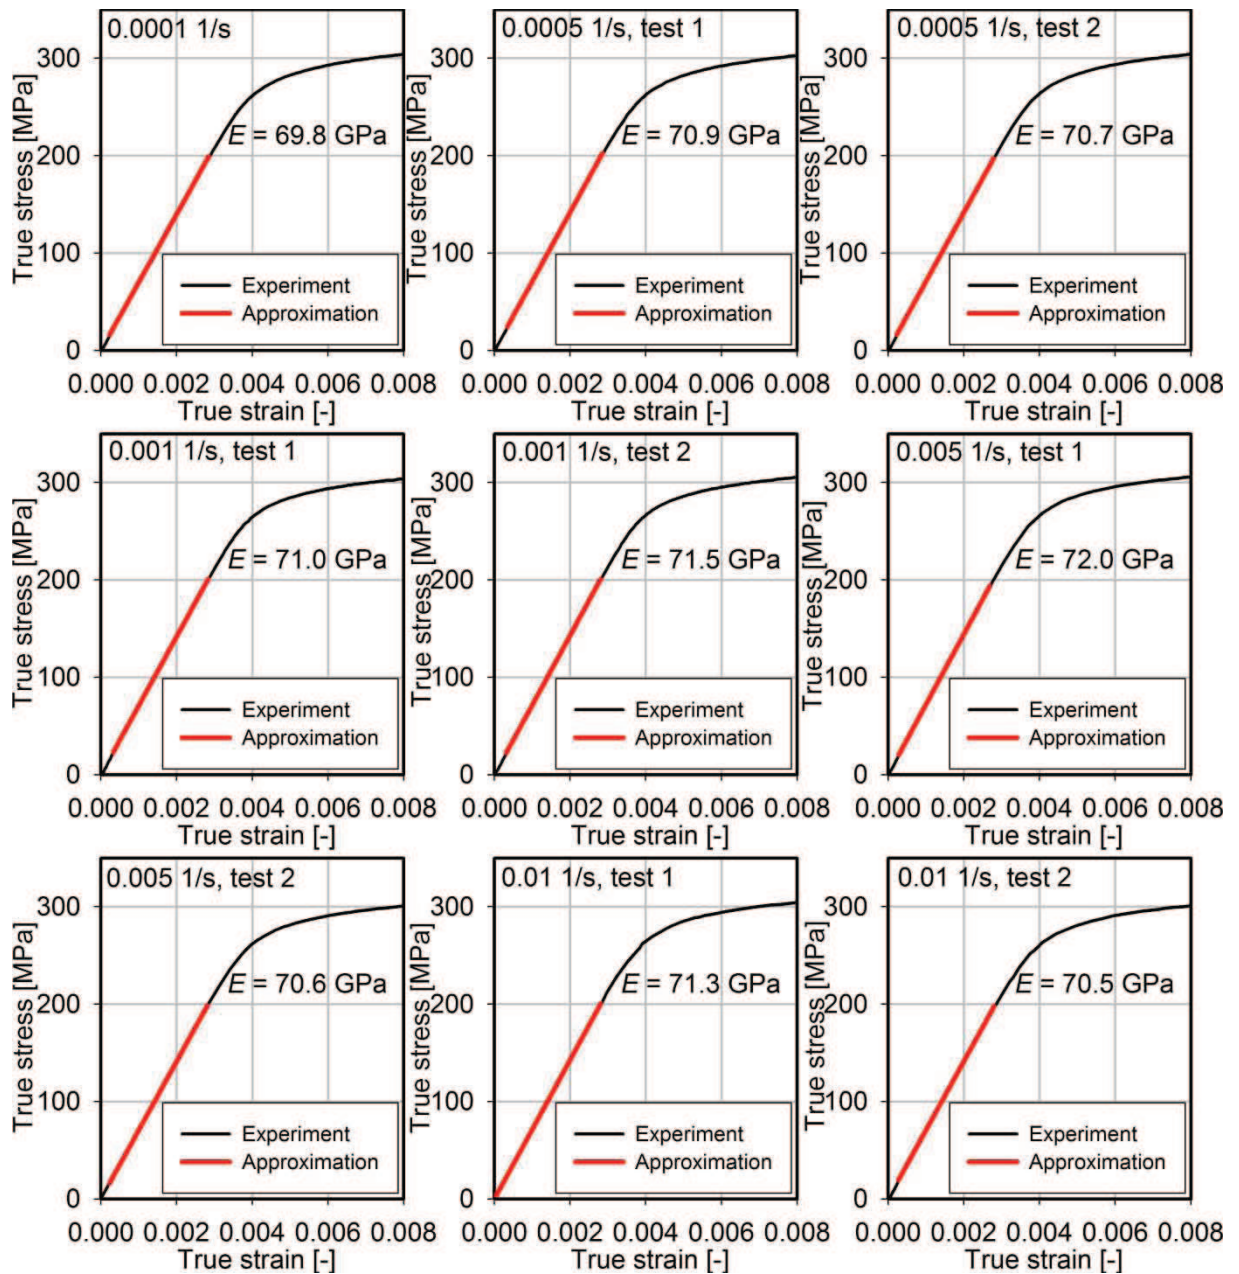 0.0001 1/s
True stress [MPa]
300
200
100
0
E = 69.8 GPa
Experiment
Approximation
0.000 0.002 0.004 0.006 0.008
True strain [-]
0.0005 1/s, test 1
True stress [MPa]
300
200
100
0
E = 70.9 GPa
Experiment
Approximation
0.000 0.002 0.004 0.006 0.008
True strain [-]
0.0005 1/s, test 2
True stress [MPa]
300
200
100
0
E = 70.7 GPa
Experiment
Approximation
0.000 0.002 0.004 0.006 0.008
True strain [-]
0.001 1/s, test 1
True stress [MPa]
300
200
100
0
E = 71.0 GPa
Experiment
Approximation
0.000 0.002 0.004 0.006 0.008
True strain [-]
0.001 1/s, test 2
True stress [MPa]
300
200
100
0
E = 71.5 GPa
Experiment
Approximation
0.000 0.002 0.004 0.006 0.008
True strain [-]
0.005 1/s, test 1
True stress [MPa]
300
200
100
0
E = 72.0 GPa
Experiment
Approximation
0.000 0.002 0.004 0.006 0.008
True strain [-]
0.005 1/s, test 2
True stress [MPa]
300
200
100
0
E = 70.6 GPa
Experiment
Approximation
0.000 0.002 0.004 0.006 0.008
True strain [-]
0.01 1/s, test 1
True stress [MPa]
300
200
100
0
E = 71.3 GPa
Experiment
Approximation
0.000 0.002 0.004 0.006 0.008
True strain [-]
0.01 1/s, test 2
True stress [MPa]
300
200
100
0
E = 70.5 GPa
Experiment
Approximation
0.000 0.002 0.004 0.006 0.008
True strain [-]